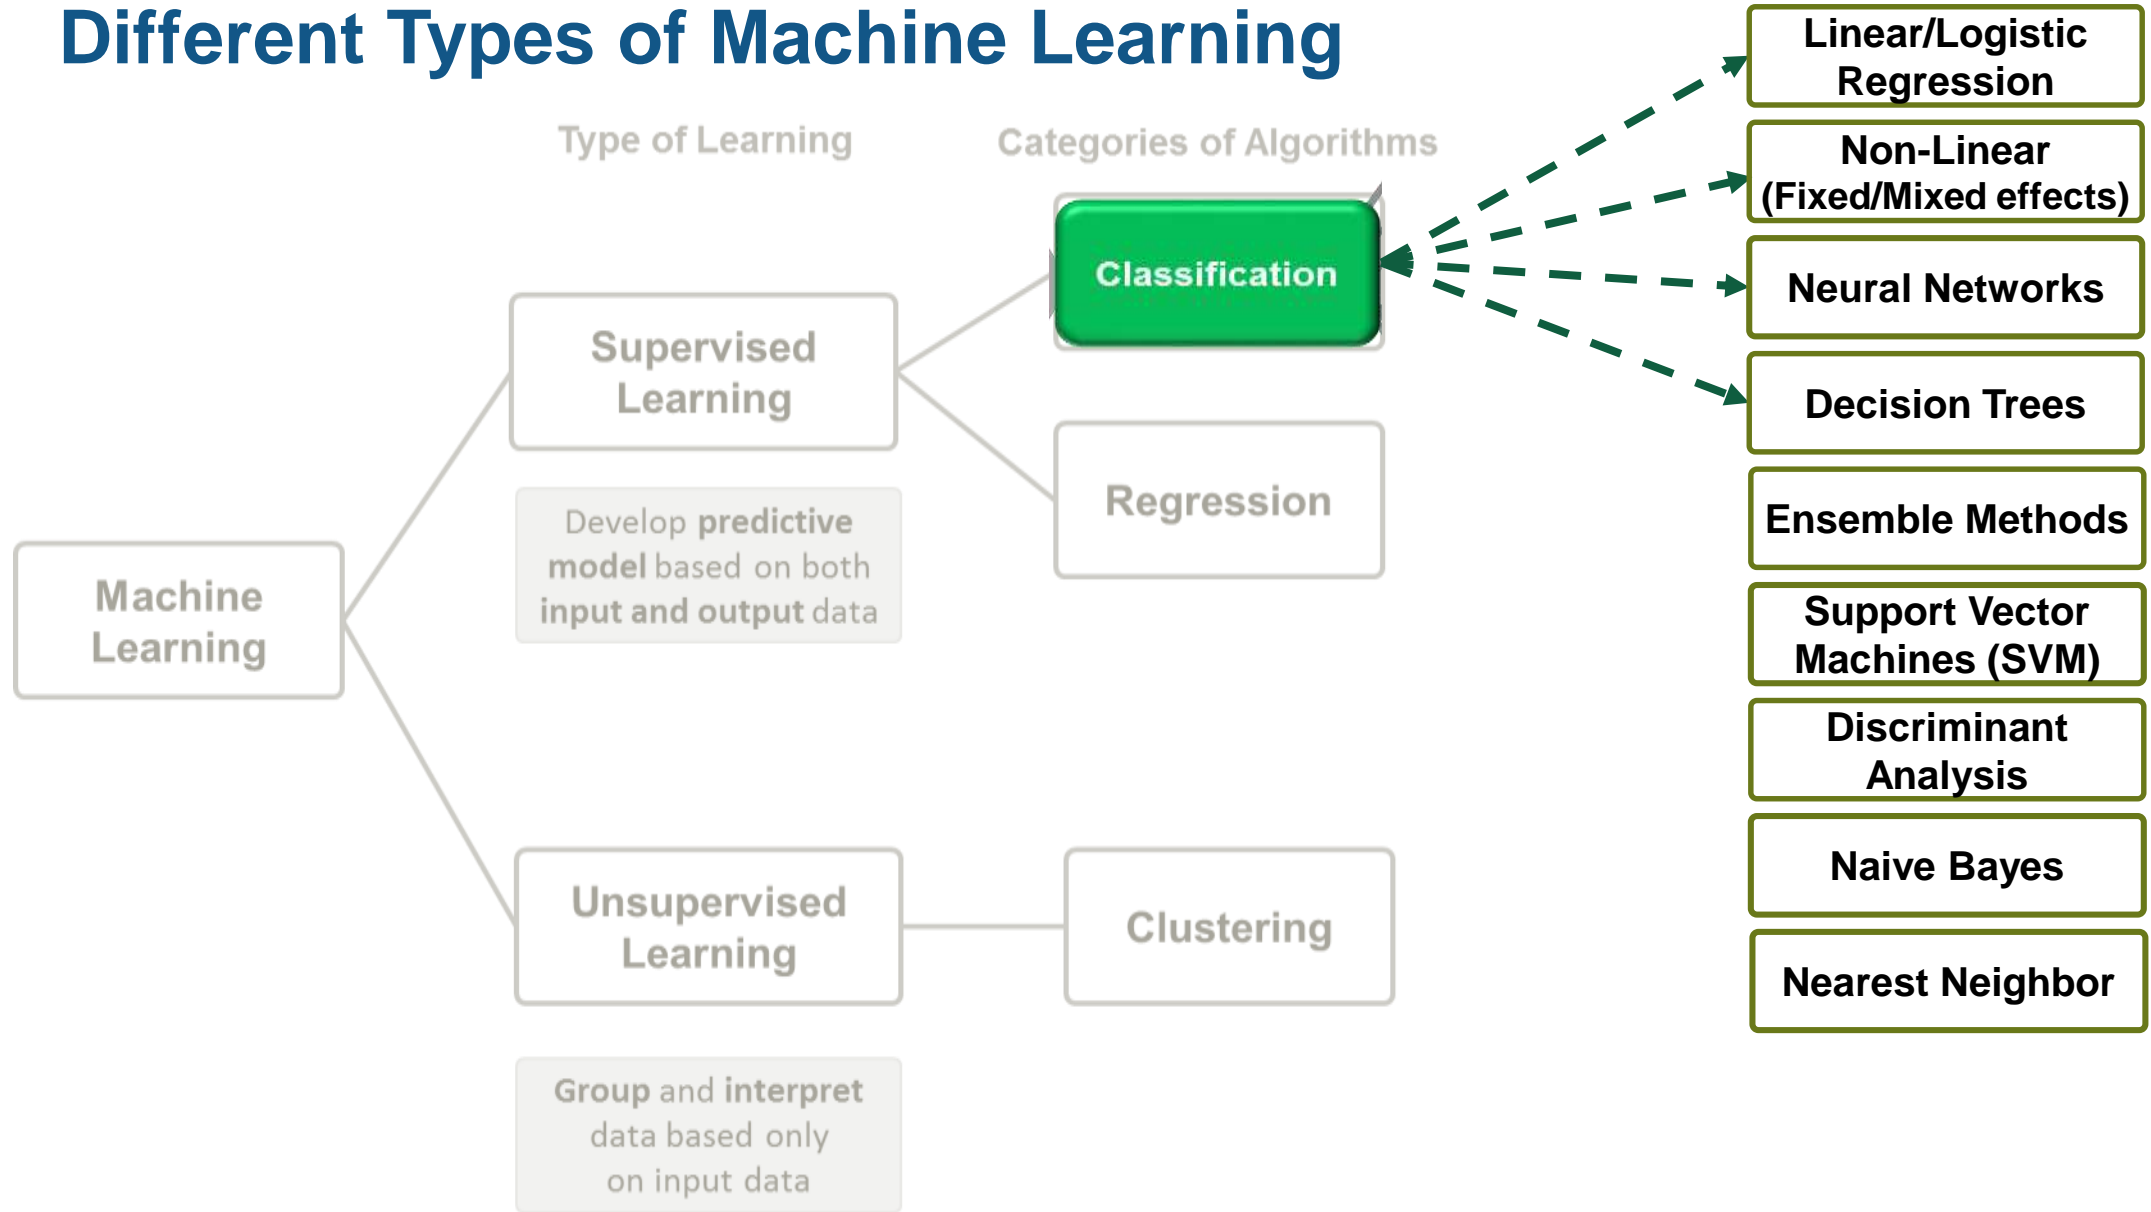 Different Types of Machine Learning
Type of Learning
Categories of Algorithms
Machine
Learning
Supervised
Learning
Develop predictive
model based on both
input and output data
Unsupervised
Learning
Group and interpret
data based only
on input data
Classification
Regression
Clustering
Linear/Logistic
Regression
Non-Linear
(Fixed/Mixed effects)
Neural Networks
Decision Trees
Ensemble Methods
Support Vector
Machines (SVM)
Discriminant
Analysis
Naive Bayes
Nearest Neighbor